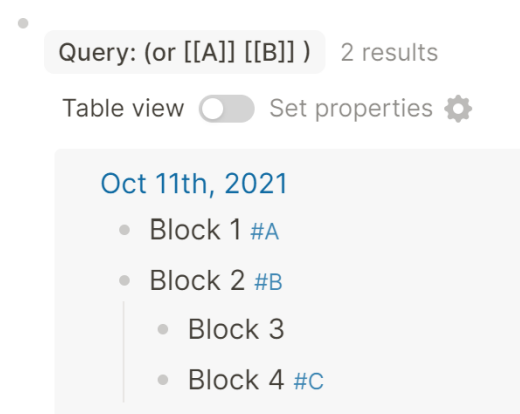 Query: (or [[A]] [[B]] ) 2 results
Table view Set properties
Oct 11th, 2021
Block 1 #A
Block 2 #B
Block 3
Block 4 #C